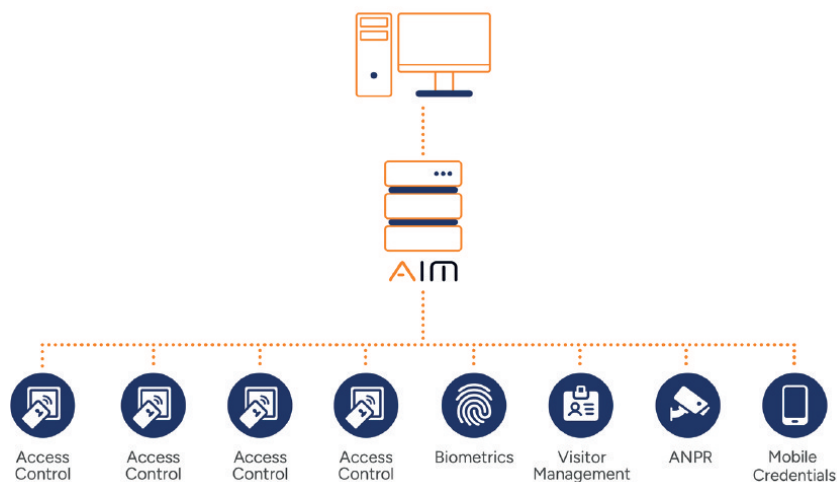 AIM
Access
Control
Access
Control
Access
Control
Access
Control
Biometrics
Visitor
Management
ANPR
Mobile
Credentials